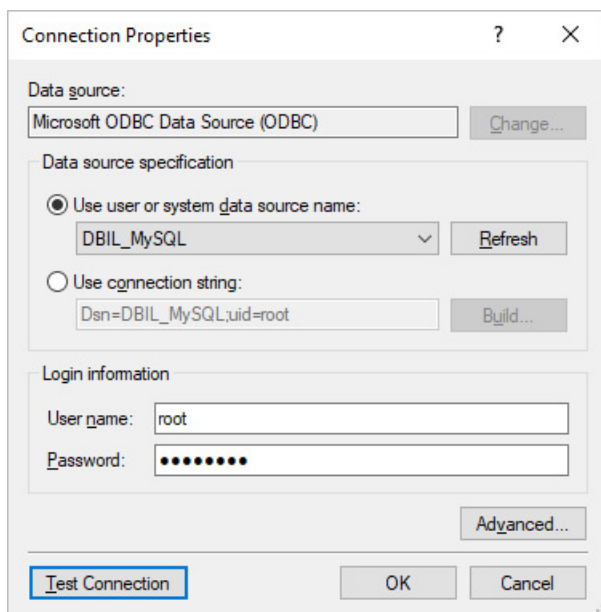 Connection Properties
Data source:
Microsoft ODBC Data Source (ODBC)
Change...
Data source specification
Use user or system data source name:
DBIL_MySQL
Refresh
Use connection string:
Dsn=DBIL_MySQL;uid=root
Build...
Login information
User name:
root
Password:
●●●●●●●●
Advanced...
Test Connection
OK
Cancel